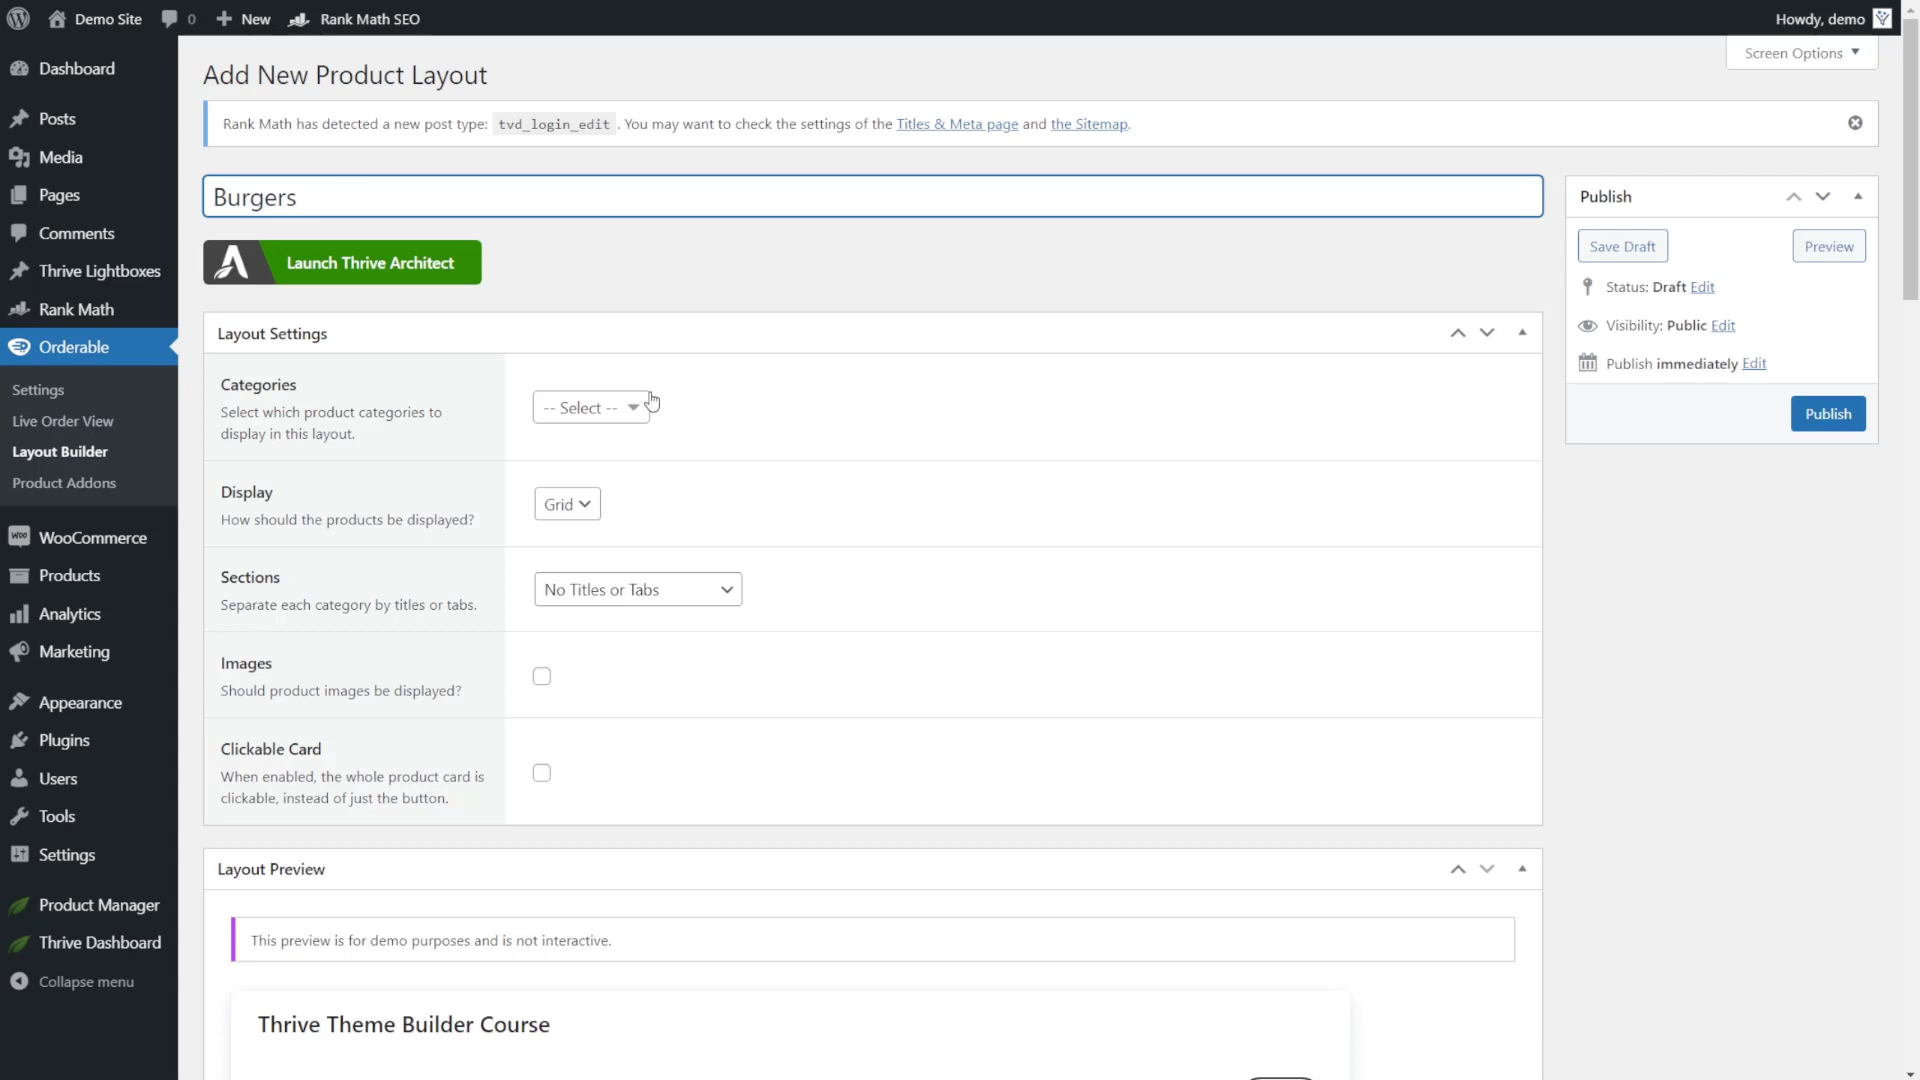 Demo Site
0
New
Rank Math SEO
Howdy, demo
Screen Options
Dashboard
Posts
Media
Pages
Comments
Thrive Lightboxes
Rank Math
Orderable
Settings
Live Order View
Layout Builder
Product Addons
WOO
WooCommerce
Products
Analytics
Marketing
Appearance
Plugins
Users
Tools
Settings
Product Manager
Thrive Dashboard
Collapse menu
Add New Product Layout
Rank Math has detected a new post type: tvd_login_edit . You may want to check the settings of the Titles & Meta page and the Sitemap.
Burgers
Launch Thrive Architect
Layout Settings
Categories
Select which product categories to
display in this layout.
-- Select --
Display
How should the products be displayed?
Grid
Sections
Separate each category by titles or tabs.
No Titles or Tabs
Images
Should product images be displayed?
Clickable Card
When enabled, the whole product card is
clickable, instead of just the button.
Layout Preview
This preview is for demo purposes and is not interactive.
Thrive Theme Builder Course
Publish
Save Draft
Preview
Status: Draft Edit
Visibility: Public Edit
Publish immediately Edit
Publish